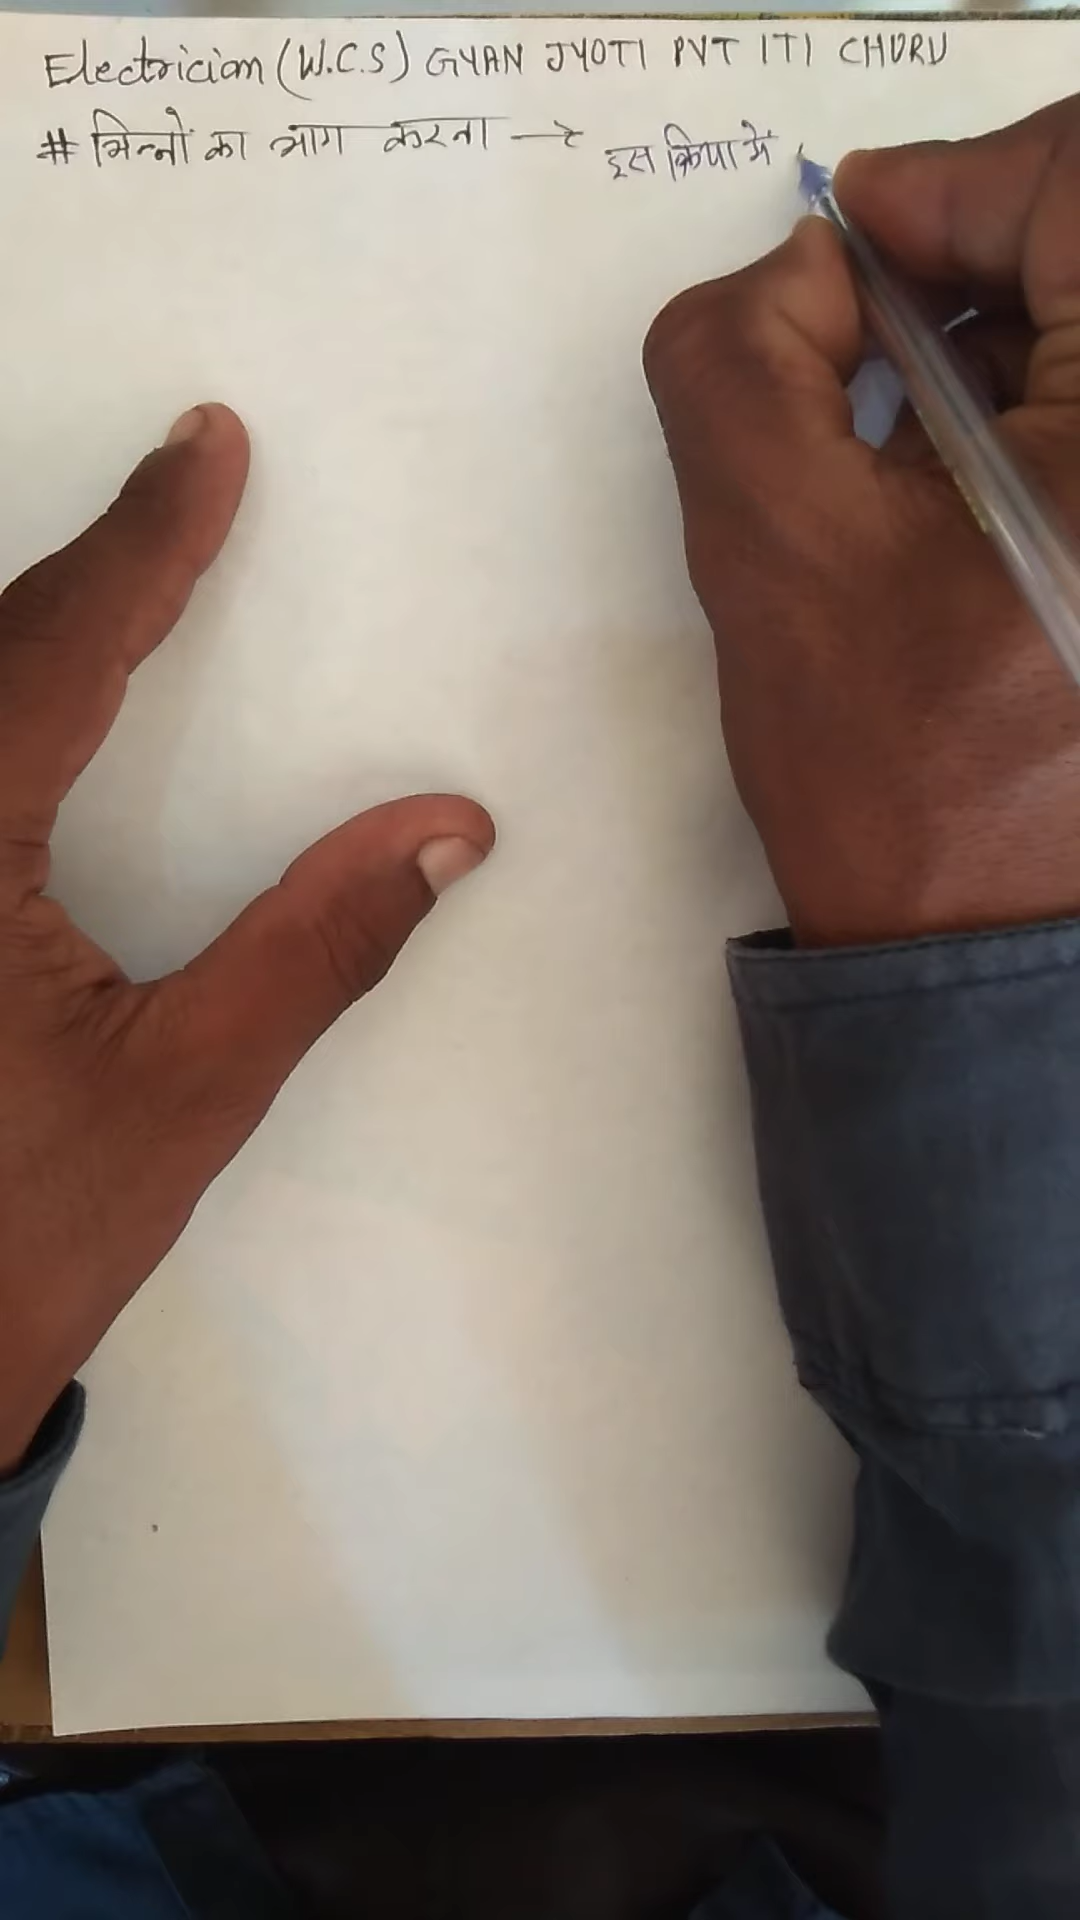 Electrician (W.C.S) GYAN JYOTI PVT ITI CHURU
# भिन्नों का भाग करना → इस क्रिया में